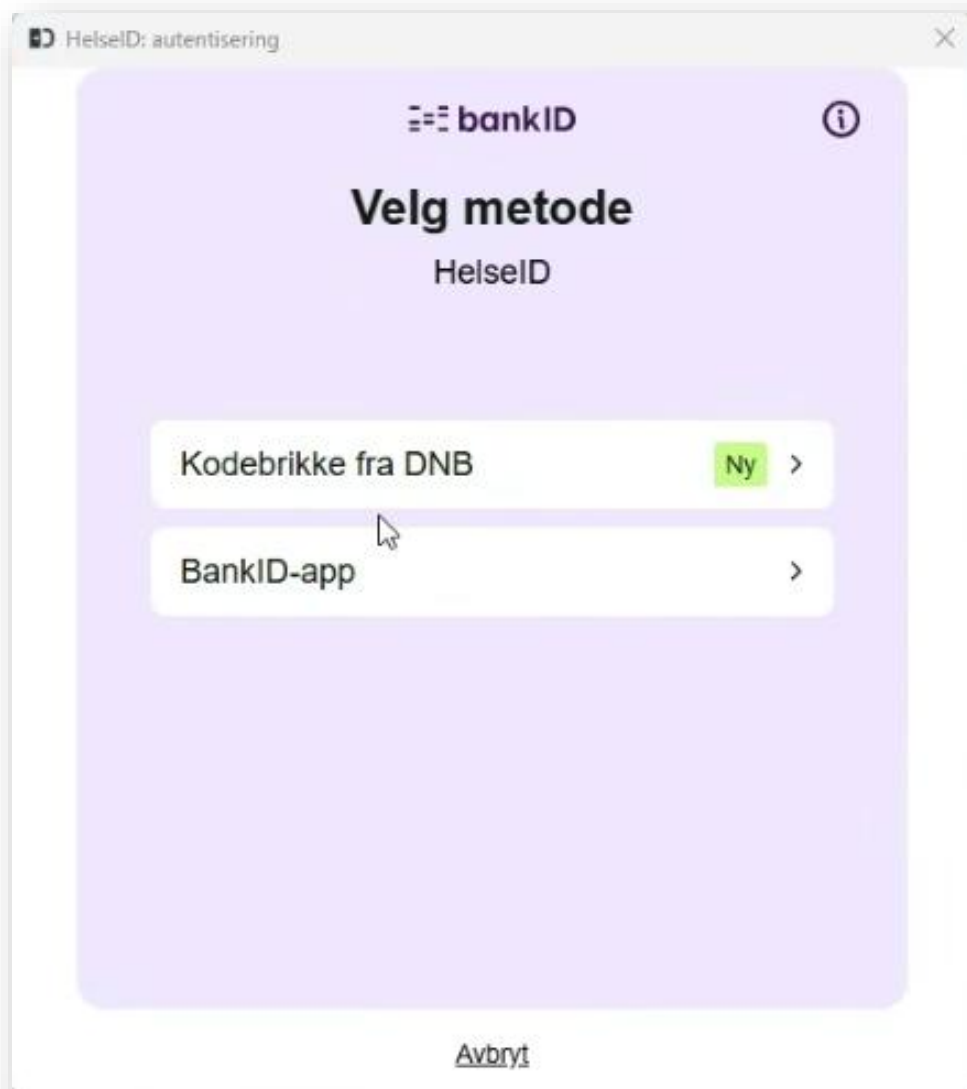 HelseID: autentisering
bankID
Velg metode
HelseID
Kodebrikke fra DNB Ny
BankID-app
Avbryt